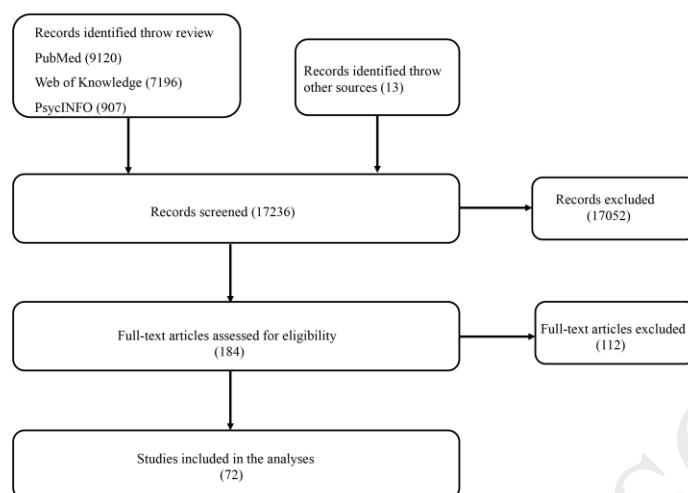 Records identified throw review
PubMed (9120)
Web of Knowledge (7196)
PsycINFO (907)
Records identified throw
other sources (13)
Records screened (17236)
Records excluded
(17052)
Full-text articles assessed for eligibility
(184)
Full-text articles excluded
(112)
Studies included in the analyses
(72)